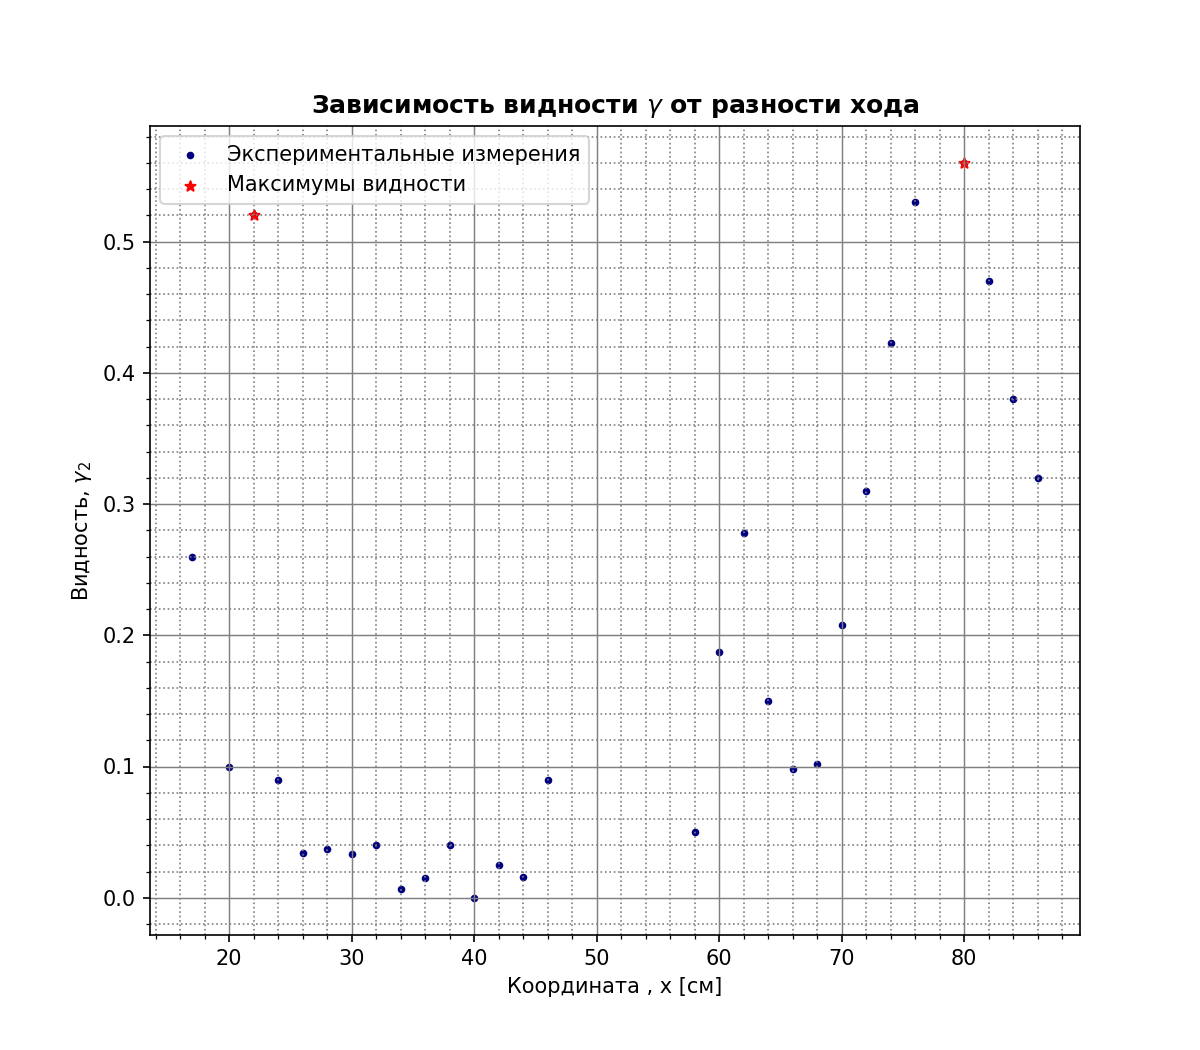 Зависимость видности γ от разности хода
Экспериментальные измерения
Максимумы видности
Видность, γ₂
0.5
0.4
0.3
0.2
0.1
0.0
20 30 40 50 60 70 80
Координата , x [см]